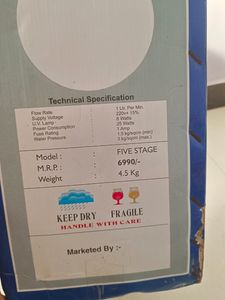 Technical Specification
Flow Rate : 1 Ltr. Per Min.
Supply Voltage : 220v± 15%
U.V. Lamp : 8 Watts
Power Consumption : 25 Watts
Fuse Rating : 1 Amp
Water Pressure : 1.5 kg/sqcm (min)
3 kg/sqcm (max.)
Model : FIVE STAGE
M.R.P. : 6990/-
Weight : 4.5 Kg
KEEP DRY FRAGILE
HANDLE WITH CARE
Marketed By :-